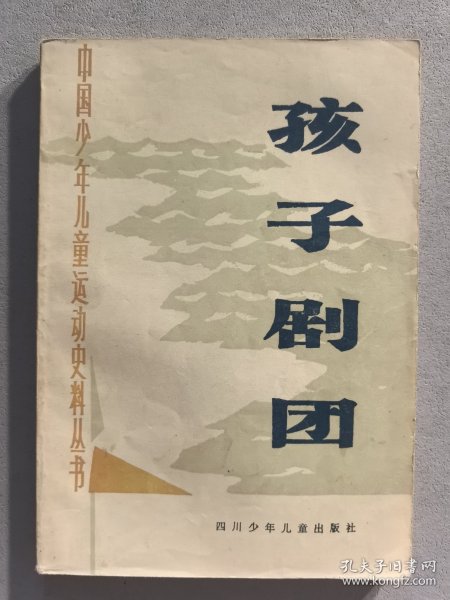 中国少年儿童运动史料丛书
孩子剧团
四川少年儿童出版社
孔夫子旧书网
www.kongfz.com